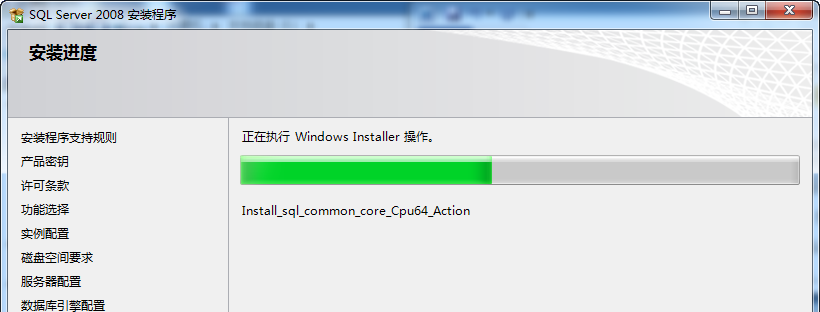 SQL Server 2008 安装程序
安装进度
安装程序支持规则
产品密钥
许可条款
功能选择
实例配置
磁盘空间要求
服务器配置
数据库引擎配置
正在执行 Windows Installer 操作。
Install_sql_common_core_Cpu64_Action